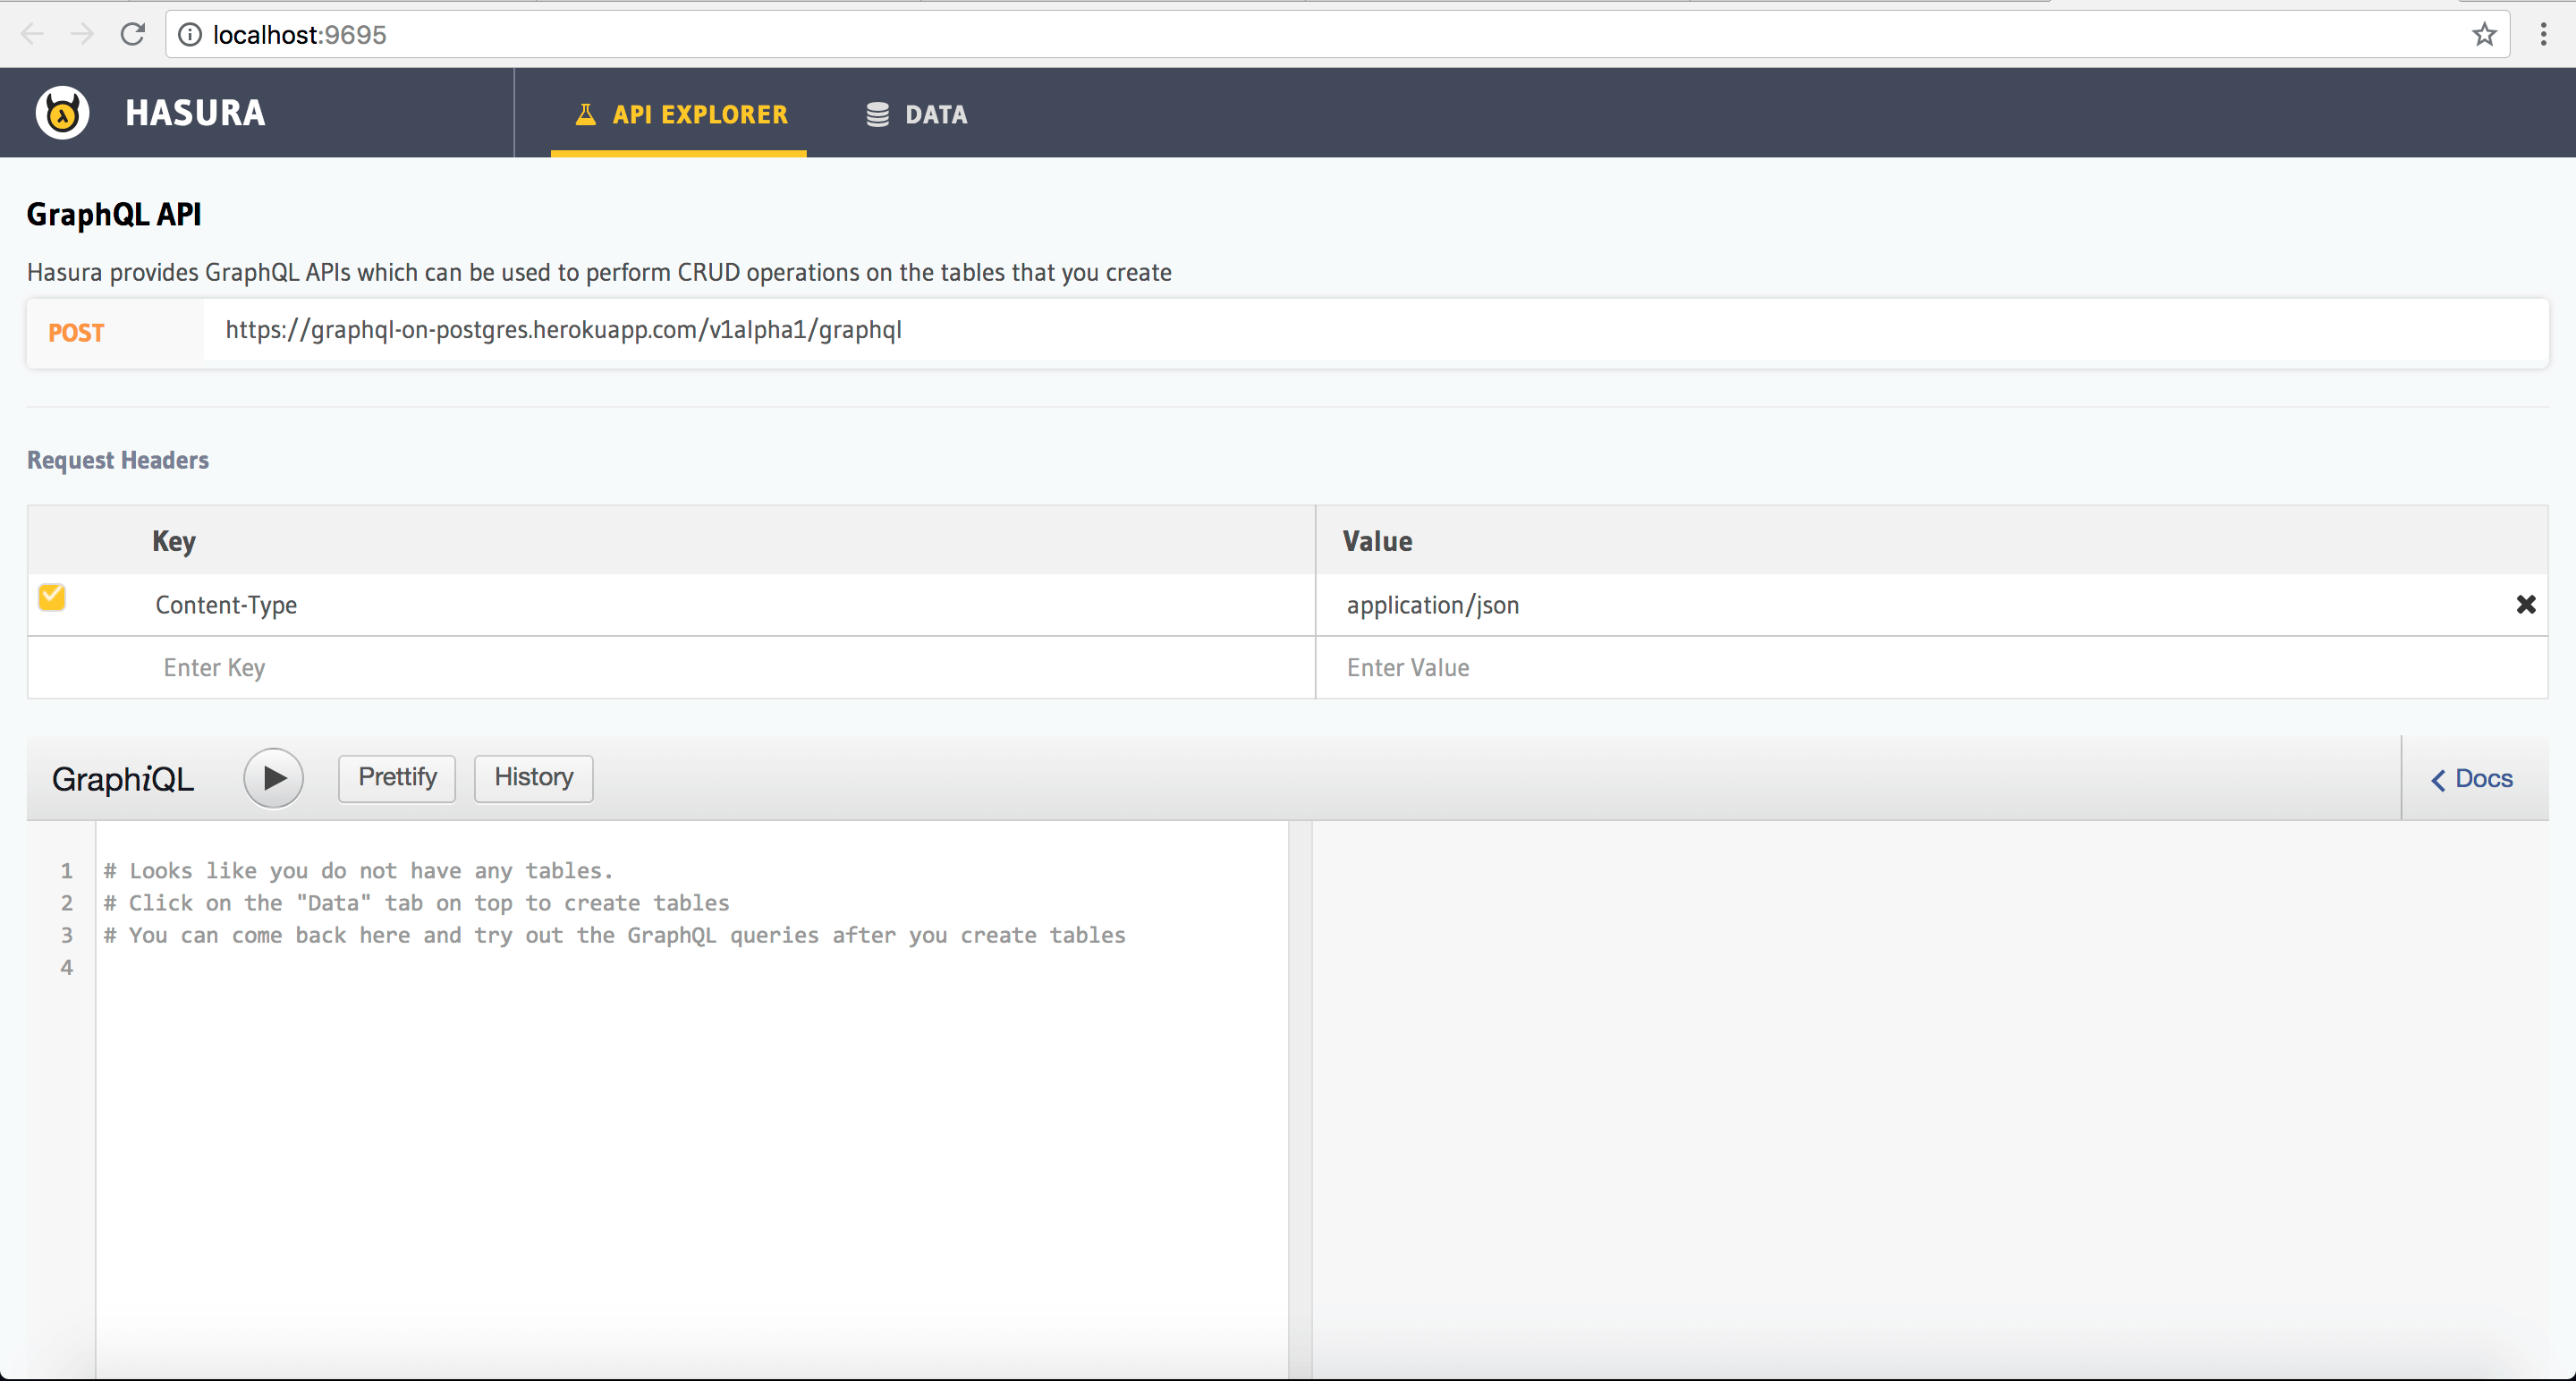 localhost:9695
HASURA
API EXPLORER
DATA
GraphQL API
Hasura provides GraphQL APIs which can be used to perform CRUD operations on the tables that you create
POST
https://graphql-on-postgres.herokuapp.com/v1alpha1/graphql
Request Headers
Key
Value
Content-Type
application/json
Enter Key
Enter Value
GraphiQL
Prettify
History
Docs
1 # Looks like you do not have any tables.
2 # Click on the "Data" tab on top to create tables
3 # You can come back here and try out the GraphQL queries after you create tables
4